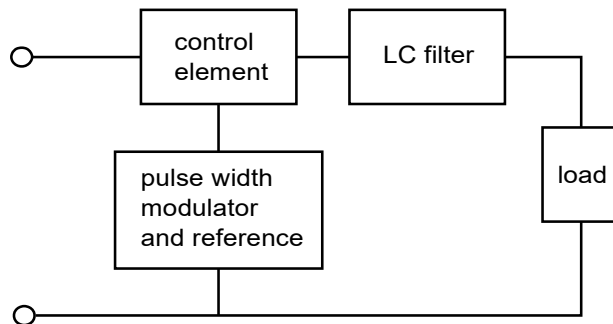 control
element
LC filter
load
pulse width
modulator
and reference